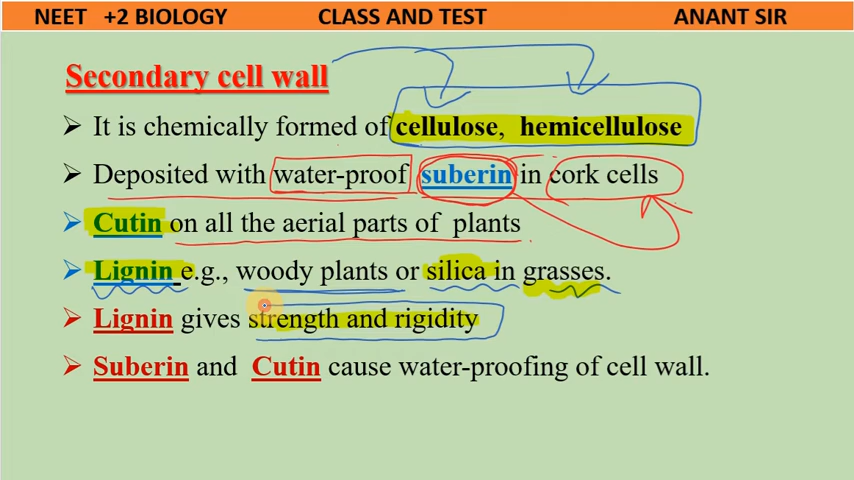 NEET +2 BIOLOGY CLASS AND TEST ANANT SIR
Secondary cell wall
➤ It is chemically formed of cellulose, hemicellulose
➤ Deposited with water-proof suberin in cork cells
➤ Cutin on all the aerial parts of plants
➤ Lignin e.g., woody plants or silica in grasses.
➤ Lignin gives strength and rigidity
➤ Suberin and Cutin cause water-proofing of cell wall.